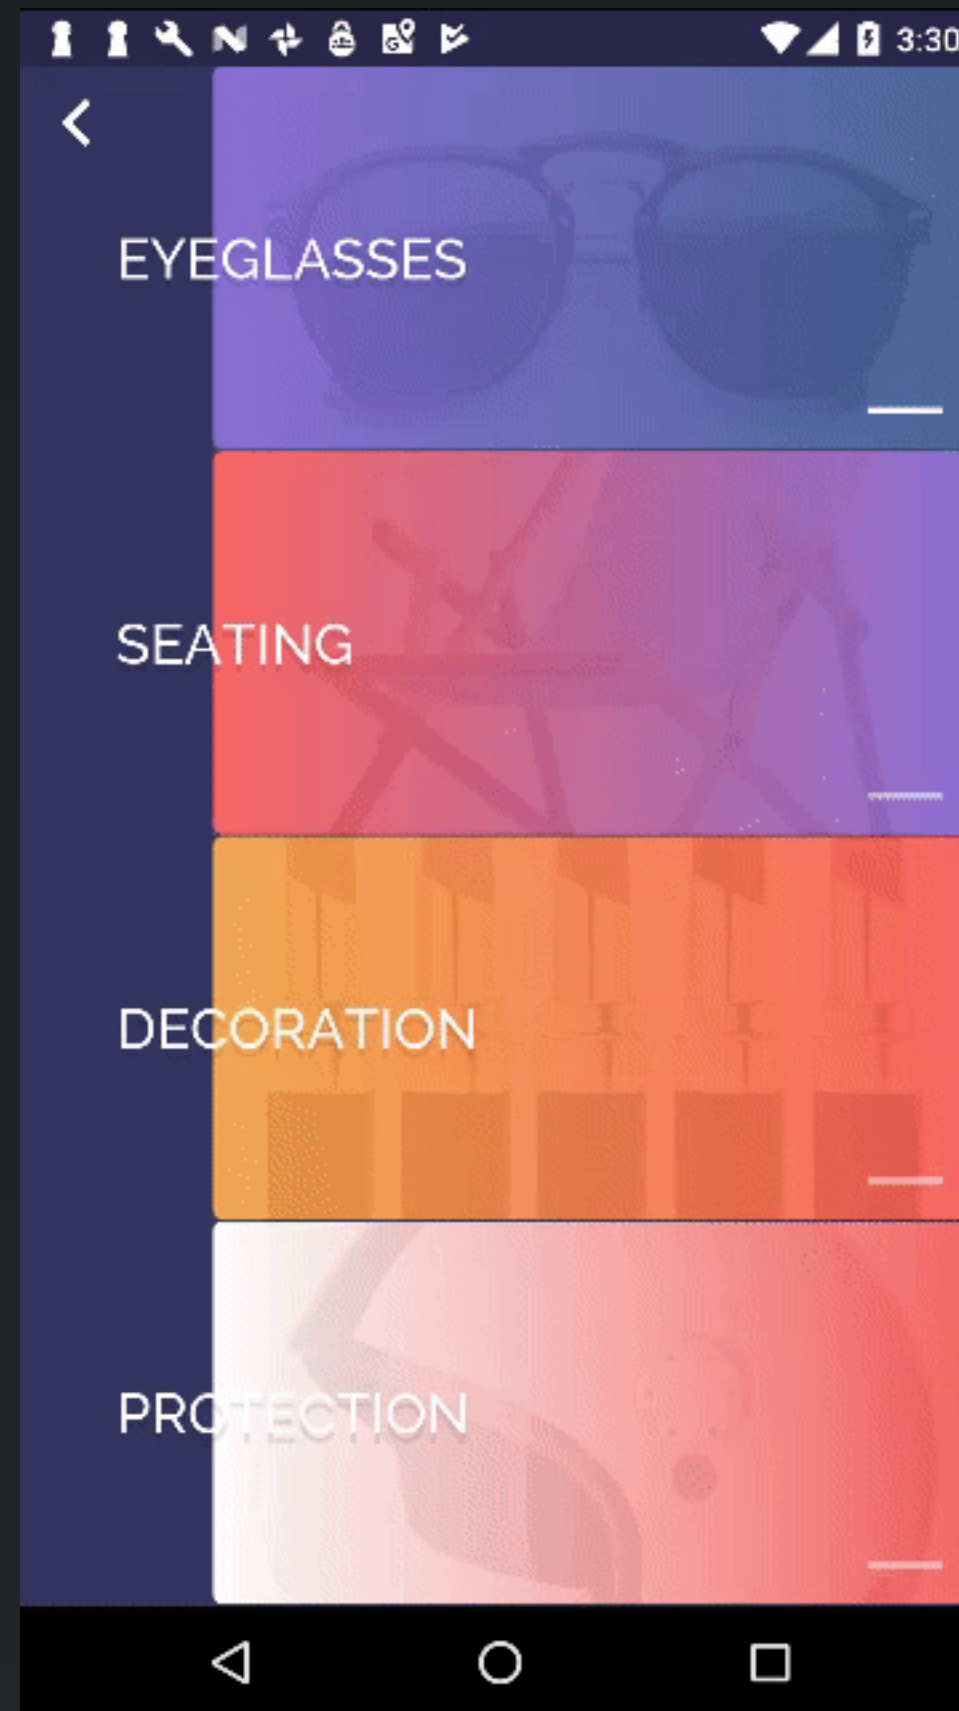 3:30
EYEGLASSES
SEATING
DECORATION
PROTECTION